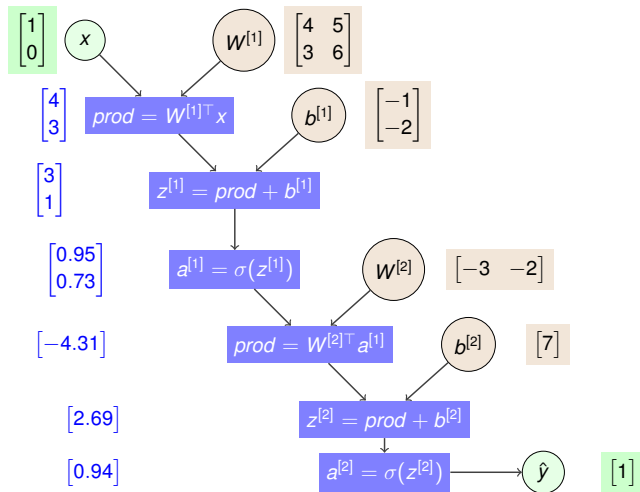 [1 0] x W^[1] [4 5 3 6]
[4 3] prod = W^[1]⊤ x b^[1] [−1 −2]
[3 1] z^[1] = prod + b^[1]
[0.95 0.73] a^[1] = σ(z^[1]) W^[2] [−3 −2]
[−4.31] prod = W^[2]⊤ a^[1] b^[2] [7]
[2.69] z^[2] = prod + b^[2]
[0.94] a^[2] = σ(z^[2]) ŷ [1]